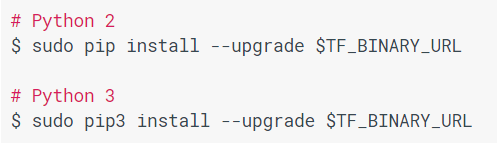 # Python 2
$ sudo pip install --upgrade $TF_BINARY_URL
# Python 3
$ sudo pip3 install --upgrade $TF_BINARY_URL